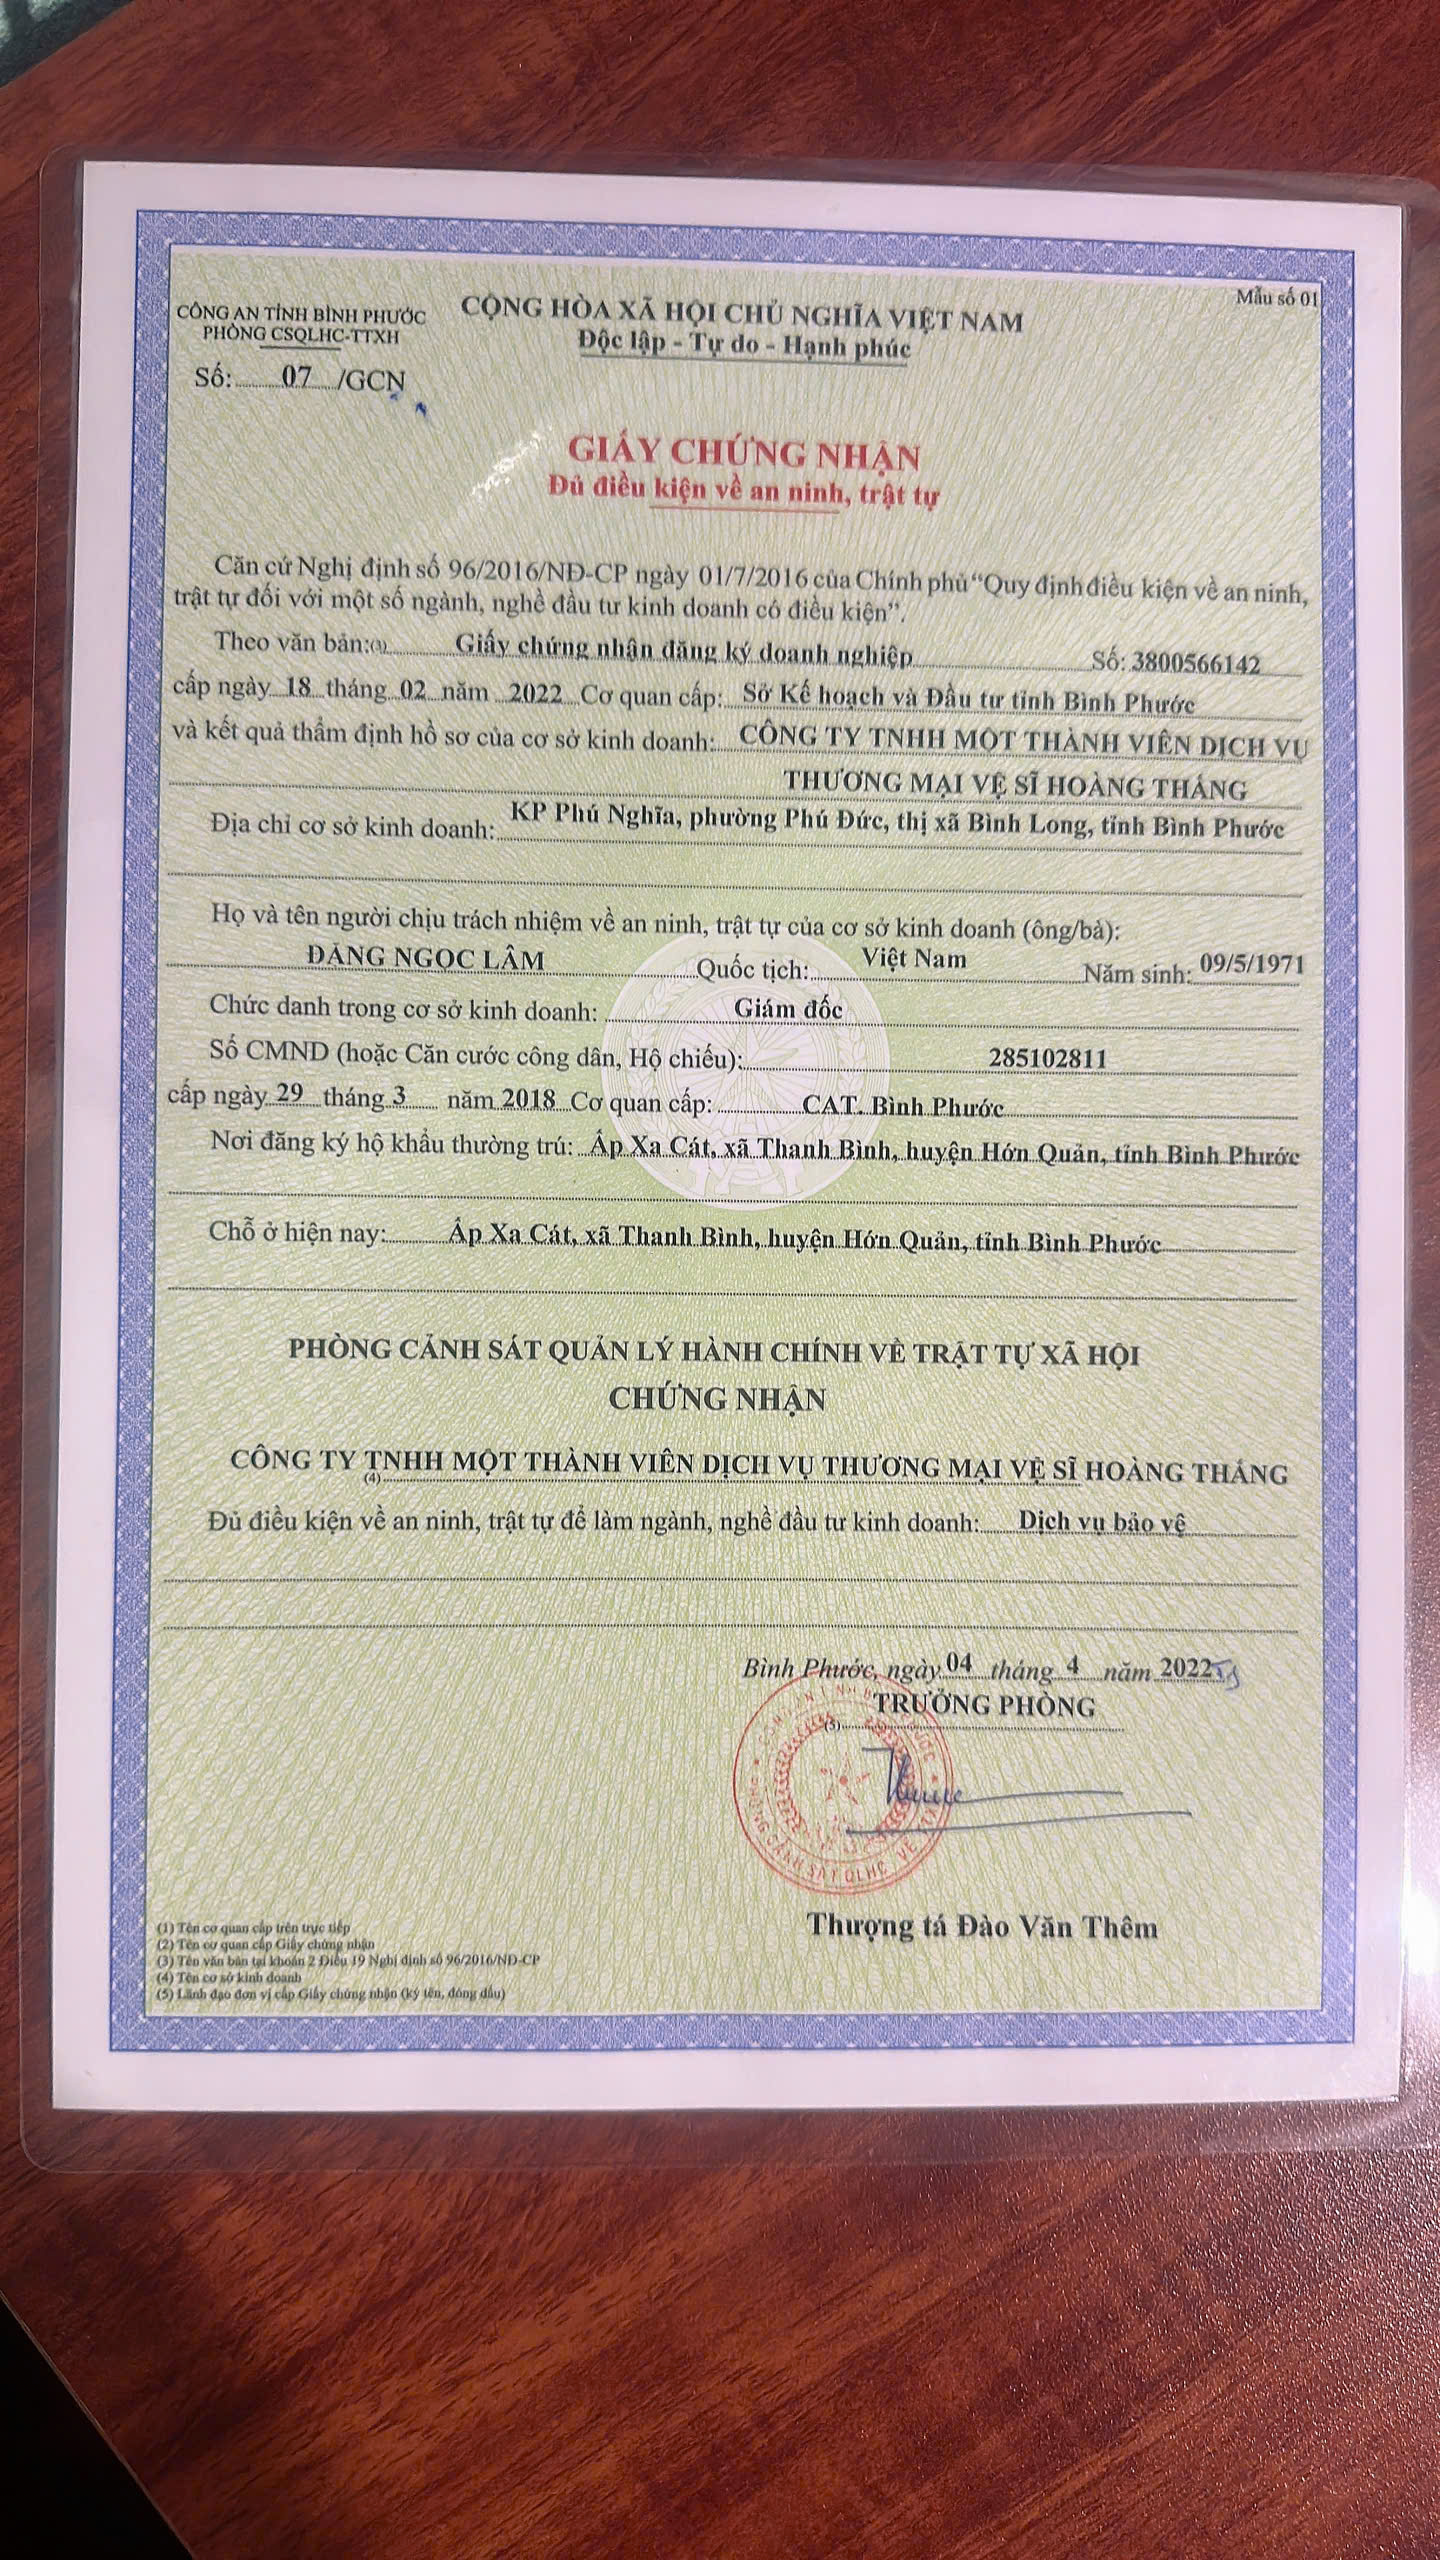 Mẫu số 01
CÔNG AN TỈNH BÌNH PHƯỚC
PHÒNG CSQLHC-TTXH
Số: 07 /GCN
CỘNG HÒA XÃ HỘI CHỦ NGHĨA VIỆT NAM
Độc lập - Tự do - Hạnh phúc
GIẤY CHỨNG NHẬN
Đủ điều kiện về an ninh, trật tự
Căn cứ Nghị định số 96/2016/NĐ-CP ngày 01/7/2016 của Chính phủ “Quy định điều kiện về an ninh,
trật tự đối với một số ngành, nghề đầu tư kinh doanh có điều kiện”.
Theo văn bản:(3) Giấy chứng nhận đăng ký doanh nghiệp Số: 3800566142
cấp ngày 18 tháng 02 năm 2022 Cơ quan cấp: Sở Kế hoạch và Đầu tư tỉnh Bình Phước
và kết quả thẩm định hồ sơ của cơ sở kinh doanh: CÔNG TY TNHH MỘT THÀNH VIÊN DỊCH VỤ
THƯƠNG MẠI VỆ SĨ HOÀNG THẮNG
Địa chỉ cơ sở kinh doanh: KP Phú Nghĩa, phường Phú Đức, thị xã Bình Long, tỉnh Bình Phước
Họ và tên người chịu trách nhiệm về an ninh, trật tự của cơ sở kinh doanh (ông/bà):
ĐẶNG NGỌC LÂM Quốc tịch: Việt Nam Năm sinh: 09/5/1971
Chức danh trong cơ sở kinh doanh: Giám đốc
Số CMND (hoặc Căn cước công dân, Hộ chiếu): 285102811
cấp ngày 29 tháng 3 năm 2018 Cơ quan cấp: CAT. Bình Phước
Nơi đăng ký hộ khẩu thường trú: Ấp Xa Cát, xã Thanh Bình, huyện Hớn Quản, tỉnh Bình Phước
Chỗ ở hiện nay: Ấp Xa Cát, xã Thanh Bình, huyện Hớn Quản, tỉnh Bình Phước
PHÒNG CẢNH SÁT QUẢN LÝ HÀNH CHÍNH VỀ TRẬT TỰ XÃ HỘI
CHỨNG NHẬN
CÔNG TY TNHH MỘT THÀNH VIÊN DỊCH VỤ THƯƠNG MẠI VỆ SĨ HOÀNG THẮNG
(4)
Đủ điều kiện về an ninh, trật tự để làm ngành, nghề đầu tư kinh doanh: Dịch vụ bảo vệ
Bình Phước, ngày 04 tháng 4 năm 2022
TRƯỞNG PHÒNG
(5)
Thượng tá Đào Văn Thêm
(1) Tên cơ quan cấp trên trực tiếp
(2) Tên cơ quan cấp Giấy chứng nhận
(3) Tên văn bản tại khoản 2 Điều 19 Nghị định số 96/2016/NĐ-CP
(4) Tên cơ sở kinh doanh
(5) Lãnh đạo đơn vị cấp Giấy chứng nhận (ký tên, đóng dấu)